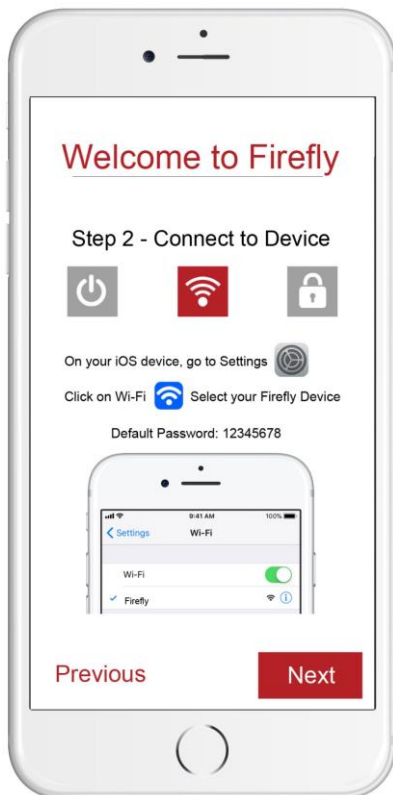 Welcome to Firefly
Step 2 - Connect to Device
On your iOS device, go to Settings
Click on Wi-Fi Select your Firefly Device
Default Password: 12345678
9:41 AM 100%
Settings Wi-Fi
Wi-Fi
Firefly
Previous Next